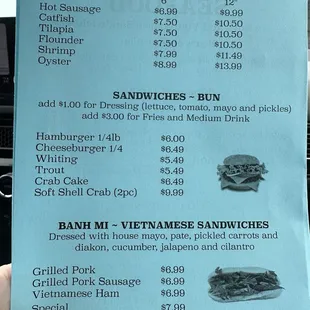 6" 12"
Hot Sausage $6.99 $9.99
Catfish $7.50 $10.50
Tilapia $7.50 $10.50
Flounder $7.50 $10.50
Shrimp $7.99 $11.49
Oyster $8.99 $13.99
SANDWICHES ~ BUN
add $1.00 for Dressing (lettuce, tomato, mayo and pickles)
add $3.00 for Fries and Medium Drink
Hamburger 1/4lb $6.00
Cheeseburger 1/4 $6.49
Whiting $5.49
Trout $5.49
Crab Cake $6.49
Soft Shell Crab (2pc) $9.99
BANH MI ~ VIETNAMESE SANDWICHES
Dressed with house mayo, pate, pickled carrots and
diakon, cucumber, jalapeno and cilantro
Grilled Pork $6.99
Grilled Pork Sausage $6.99
Vietnamese Ham $6.99
Special $7.99